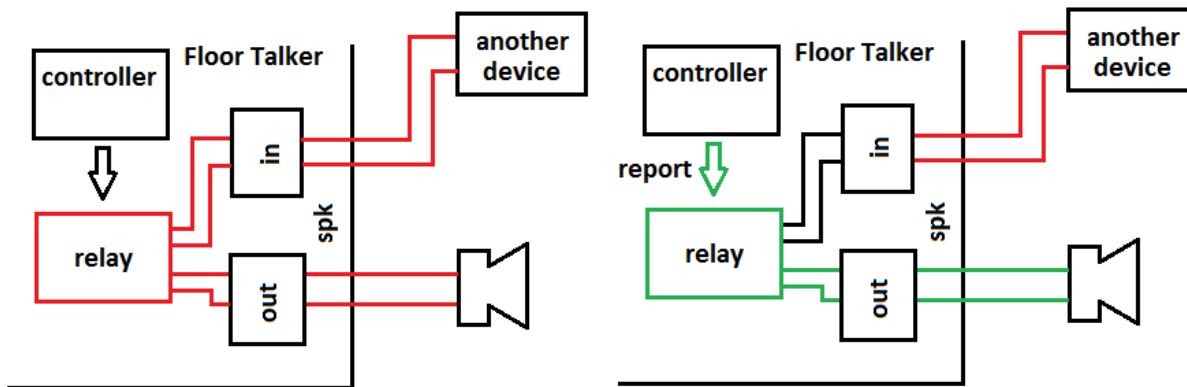 Floor Talker
controller
another
device
in
spk
relay
out
Floor Talker
controller
another
device
in
report
spk
relay
out